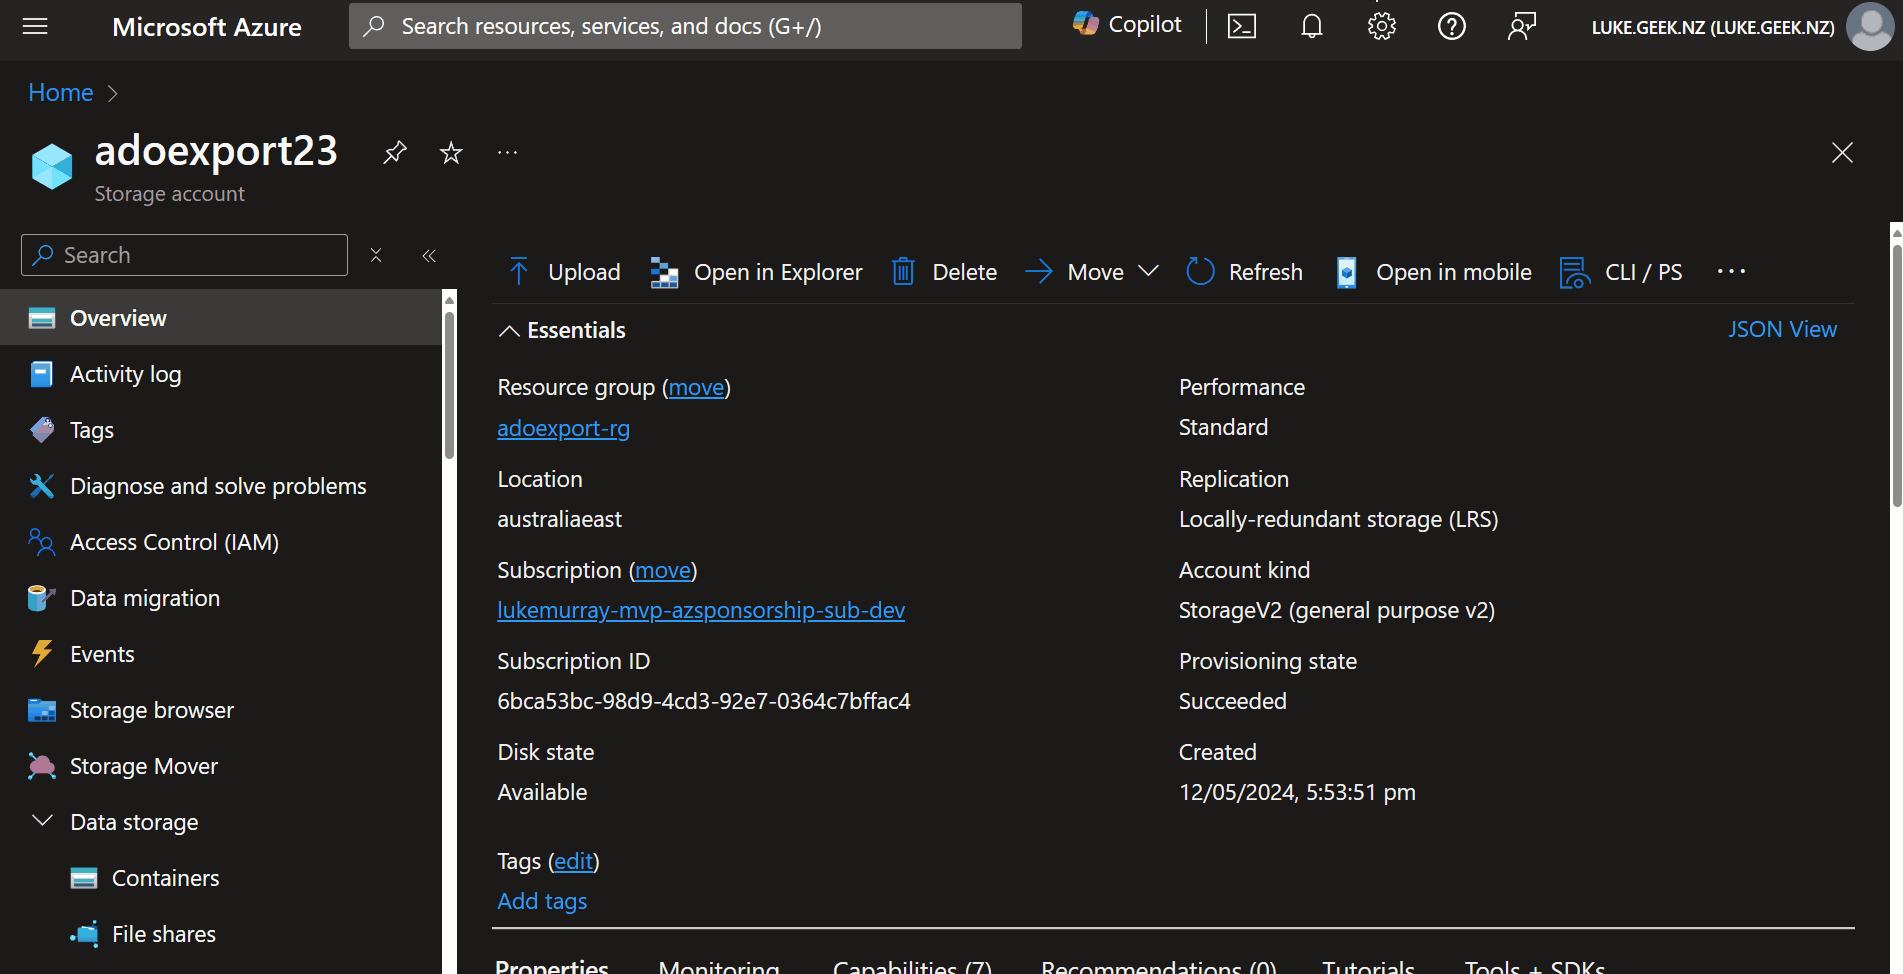 Microsoft Azure
Search resources, services, and docs (G+/)
Copilot
LUKE.GEEK.NZ (LUKE.GEEK.NZ)
Home
adoexport23
Storage account
Search
Overview
Activity log
Tags
Diagnose and solve problems
Access Control (IAM)
Data migration
Events
Storage browser
Storage Mover
Data storage
Containers
File shares
Upload
Open in Explorer
Delete
Move
Refresh
Open in mobile
CLI / PS
Essentials
JSON View
Resource group (move)
adoexport-rg
Location
australiaeast
Subscription (move)
lukemurray-mvp-azsponsorship-sub-dev
Subscription ID
6bca53bc-98d9-4cd3-92e7-0364c7bffac4
Disk state
Available
Performance
Standard
Replication
Locally-redundant storage (LRS)
Account kind
StorageV2 (general purpose v2)
Provisioning state
Succeeded
Created
12/05/2024, 5:53:51 pm
Tags (edit)
Add tags
Properties
Monitoring
Capabilities (7)
Recommendations (0)
Tutorials
Tools + SDKs